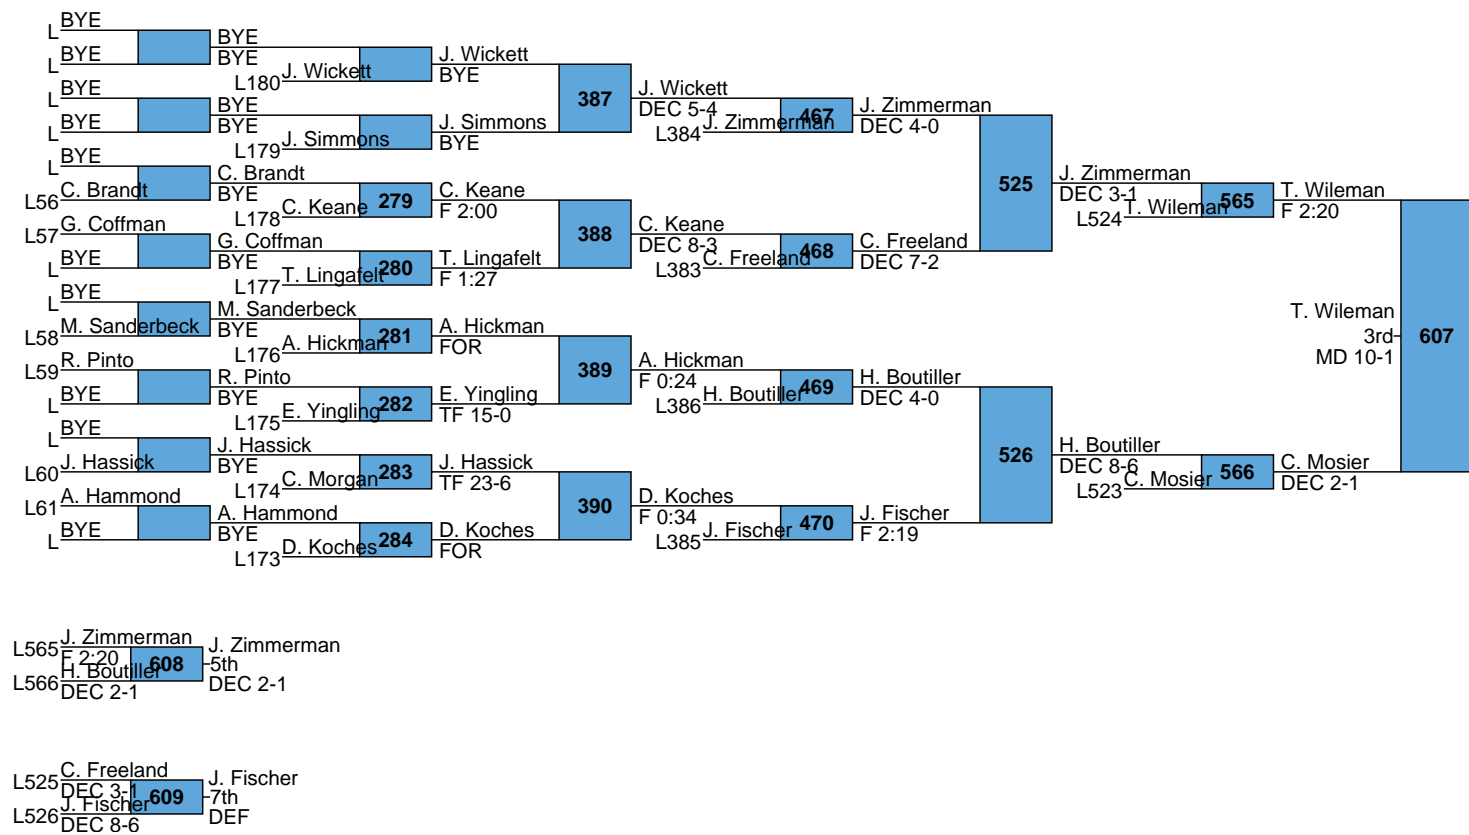 BYE
L
BYE
BYE
BYE
L
J. Wickett
L180
J. Wickett
BYE
BYE
L
BYE
BYE
BYE
L
J. Simmons
L179
J. Simmons
BYE
387
J. Wickett
DEC 5-4
J. Zimmerman
L384
467
J. Zimmerman
DEC 4-0
BYE
L
C. Brandt
L56
C. Brandt
BYE
C. Keane
L178
279
C. Keane
F 2:00
G. Coffman
L57
BYE
L
G. Coffman
BYE
T. Lingafelt
L177
280
T. Lingafelt
F 1:27
388
C. Keane
DEC 8-3
C. Freeland
L383
468
C. Freeland
DEC 7-2
525
J. Zimmerman
DEC 3-1
T. Wileman
L524
565
T. Wileman
F 2:20
BYE
L
M. Sanderbeck
L58
M. Sanderbeck
BYE
A. Hickman
L176
281
A. Hickman
FOR
R. Pinto
L59
BYE
L
R. Pinto
BYE
E. Yingling
L175
282
E. Yingling
TF 15-0
389
A. Hickman
F 0:24
H. Boutiller
L386
469
H. Boutiller
DEC 4-0
BYE
L
J. Hassick
L60
J. Hassick
BYE
C. Morgan
L174
283
J. Hassick
TF 23-6
A. Hammond
L61
BYE
L
A. Hammond
BYE
D. Koches
L173
284
D. Koches
FOR
390
D. Koches
F 0:34
J. Fischer
L385
470
J. Fischer
F 2:19
526
H. Boutiller
DEC 8-6
C. Mosier
L523
566
C. Mosier
DEC 2-1
607
T. Wileman
3rd
MD 10-1
J. Zimmerman
L565
F 2:20
H. Boutiller
L566
DEC 2-1
608
J. Zimmerman
5th
DEC 2-1
C. Freeland
L525
DEC 3-1
J. Fischer
L526
DEC 8-6
609
J. Fischer
7th
DEF